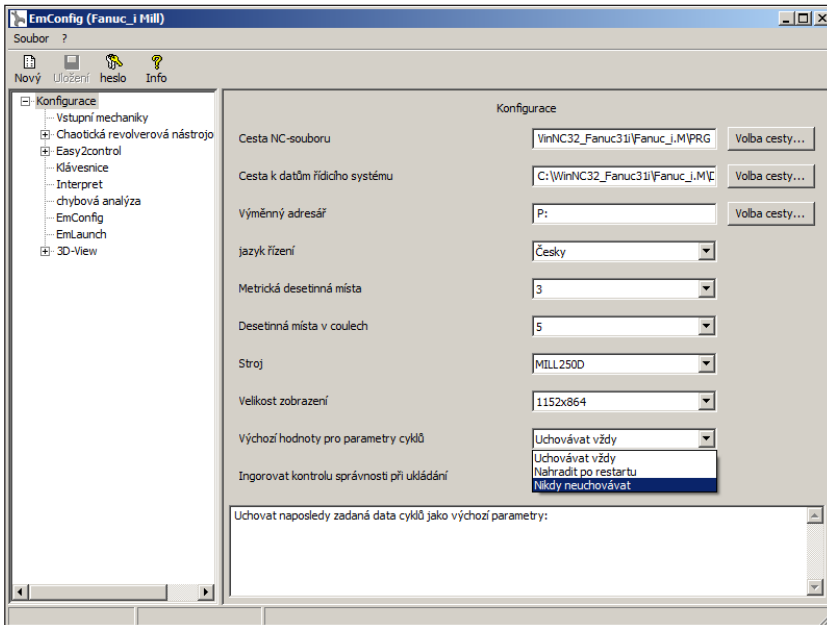 EmConfig (Fanuc_i Mill)
Soubor ?
Nový Uložení heslo Info
Konfigurace
Vstupní mechaniky
Chaotická revolverová nástrojo
Easy2control
Klávesnice
Interpret
chybová analýza
EmConfig
EmLaunch
3D-View
Konfigurace
Cesta NC-souboru VinNC32_Fanuc31i\Fanuc_i.M\PRG Volba cesty...
Cesta k datům řídicího systému C:\WinNC32_Fanuc31i\Fanuc_i.M\D Volba cesty...
Výměnný adresář P: Volba cesty...
jazyk řízení Česky
Metrická desetinná místa 3
Desetinná místa v coulech 5
Stroj MILL250D
Velikost zobrazení 1152x864
Výchozí hodnoty pro parametry cyklů Uchovávat vždy
Uchovávat vždy
Nahradit po restartu
Nikdy neuchovávat
Ingorovat kontrolu správnosti při ukládání
Uchovat naposledy zadaná data cyklů jako výchozí parametry: